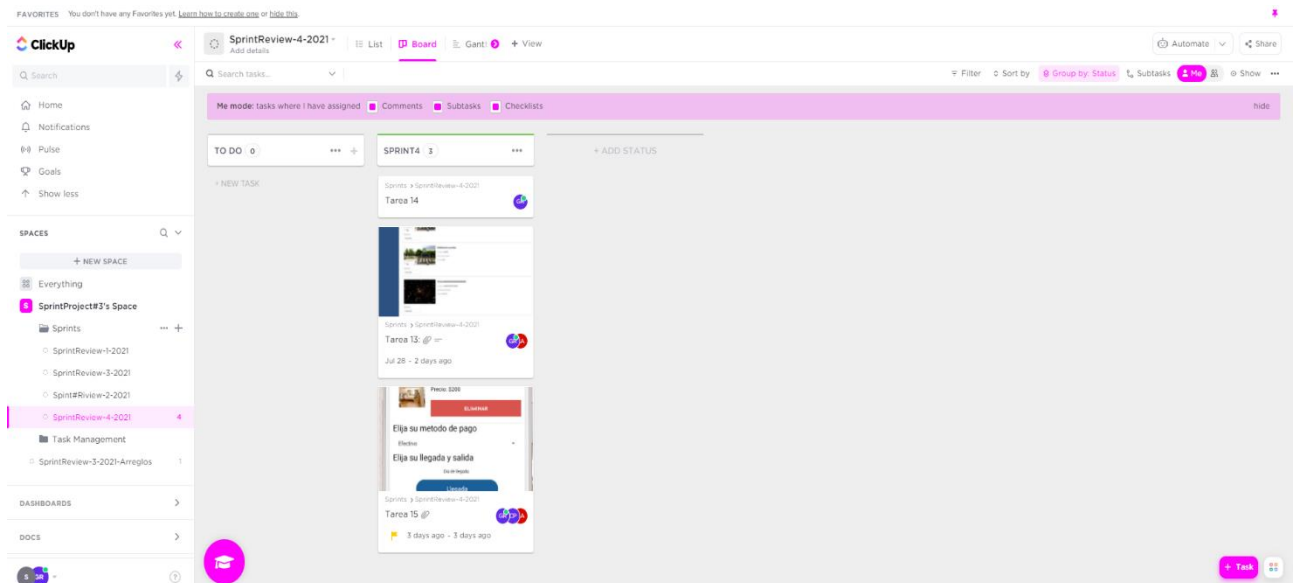 FAVORITES You don't have any Favorites yet. Learn how to create one or hide this.
ClickUp
Search
Home
Notifications
Pulse
Goals
Show less
SPACES
+ NEW SPACE
Everything
S SprintProject#3's Space
Sprints
SprintReview-1-2021
SprintReview-3-2021
Spint#Riview-2-2021
SprintReview-4-2021 4
Task Management
SprintReview-3-2021-Arreglos 1
DASHBOARDS
DOCS
S GR
SprintReview-4-2021
Add details
List
Board
Gant
+ View
Automate
Share
Search tasks...
Filter
Sort by
Group by: Status
Subtasks
Me
Show
Me mode: tasks where I have assigned Comments Subtasks Checklists hide
TO DO 0
+ NEW TASK
SPRINT4 3
+ ADD STATUS
Sprints > SprintReview-4-2021
Tarea 14
Sprints > SprintReview-4-2021
Tarea 13:
Jul 28 - 2 days ago
Precio: $200
ELIMINAR
Elija su metodo de pago
Efectivo
Elija su llegada y salida
Dia de llegada
Llegada
Sprints > SprintReview-4-2021
Tarea 15
3 days ago - 3 days ago
+ Task